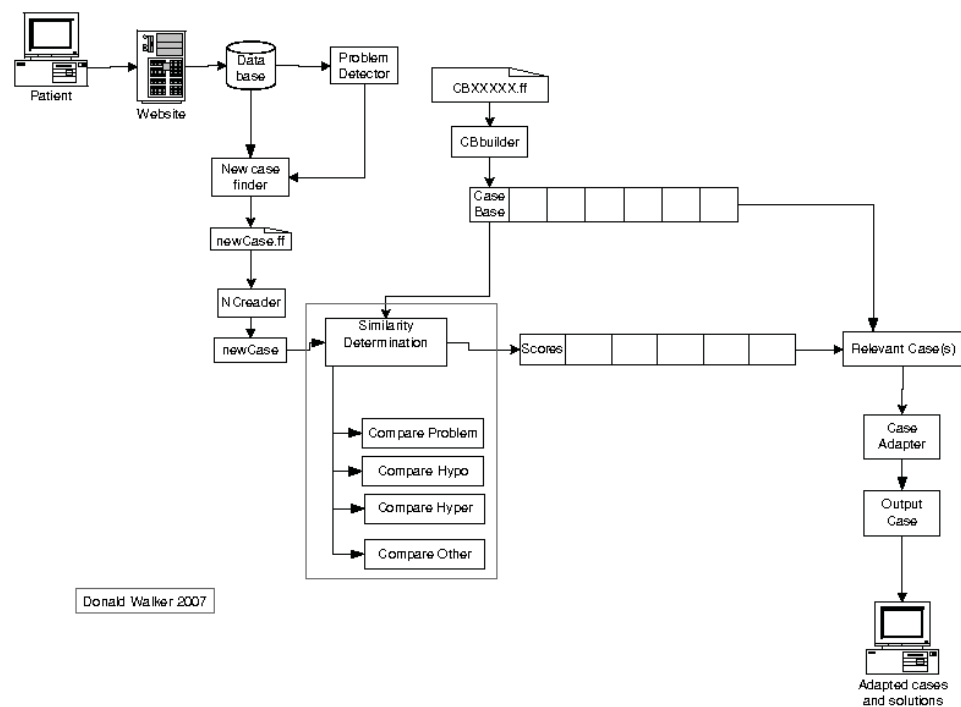 Patient
Website
Data
base
Problem
Detector
CBXXXXX.ff
CBbuilder
New case
finder
Case
Base
newCase.ff
NCreader
newCase
Similarity
Determination
Scores
Relevant Case(s)
Compare Problem
Compare Hypo
Compare Hyper
Compare Other
Case
Adapter
Output
Case
Donald Walker 2007
Adapted cases
and solutions